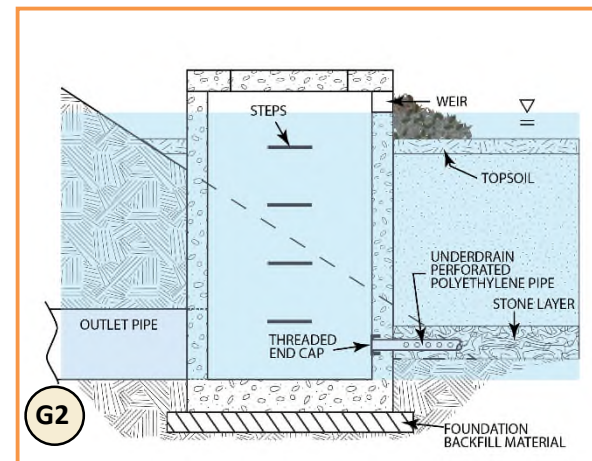 STEPS
WEIR
TOPSOIL
UNDERDRAIN
PERFORATED
POLYETHYLENE PIPE
STONE LAYER
OUTLET PIPE
THREADED
END CAP
G2
FOUNDATION
BACKFILL MATERIAL